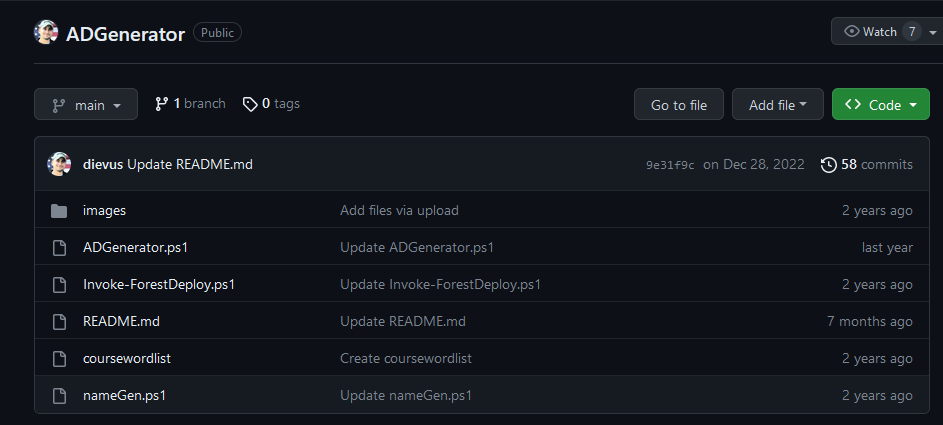 ADGenerator Public Watch 7
main 1 branch 0 tags Go to file Add file Code
dievus Update README.md 9e31f9c on Dec 28, 2022 58 commits
images Add files via upload 2 years ago
ADGenerator.ps1 Update ADGenerator.ps1 last year
Invoke-ForestDeploy.ps1 Update Invoke-ForestDeploy.ps1 2 years ago
README.md Update README.md 7 months ago
coursewordlist Create coursewordlist 2 years ago
nameGen.ps1 Update nameGen.ps1 2 years ago